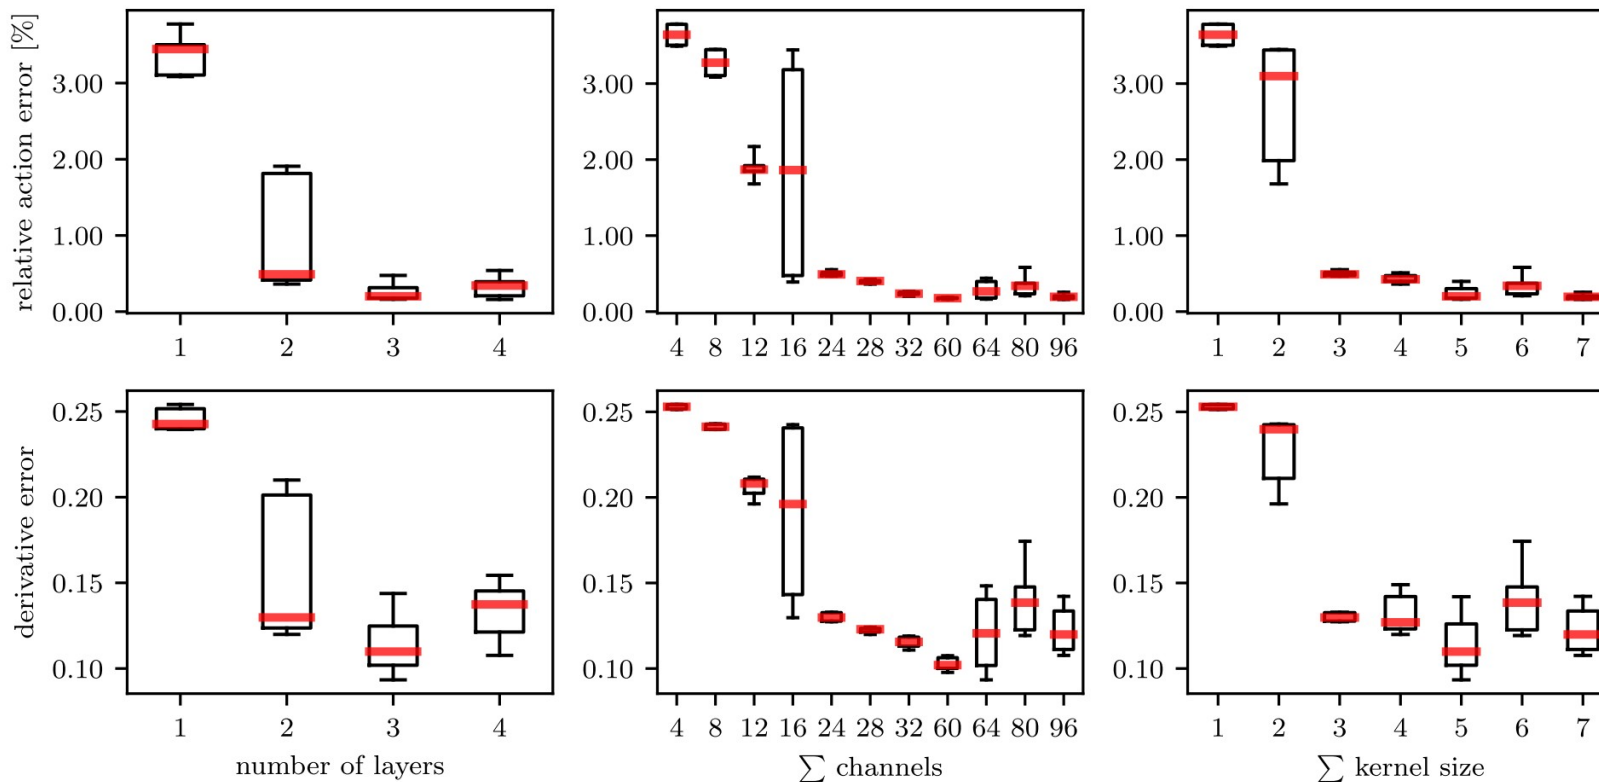 relative action error [%]
3.00
2.00
1.00
0.00
1 2 3 4
3.00
2.00
1.00
0.00
4 8 12 16 24 28 32 60 64 80 96
3.00
2.00
1.00
0.00
1 2 3 4 5 6 7
derivative error
0.25
0.20
0.15
0.10
1 2 3 4
number of layers
0.25
0.20
0.15
0.10
4 8 12 16 24 28 32 60 64 80 96
∑ channels
0.25
0.20
0.15
0.10
1 2 3 4 5 6 7
∑ kernel size